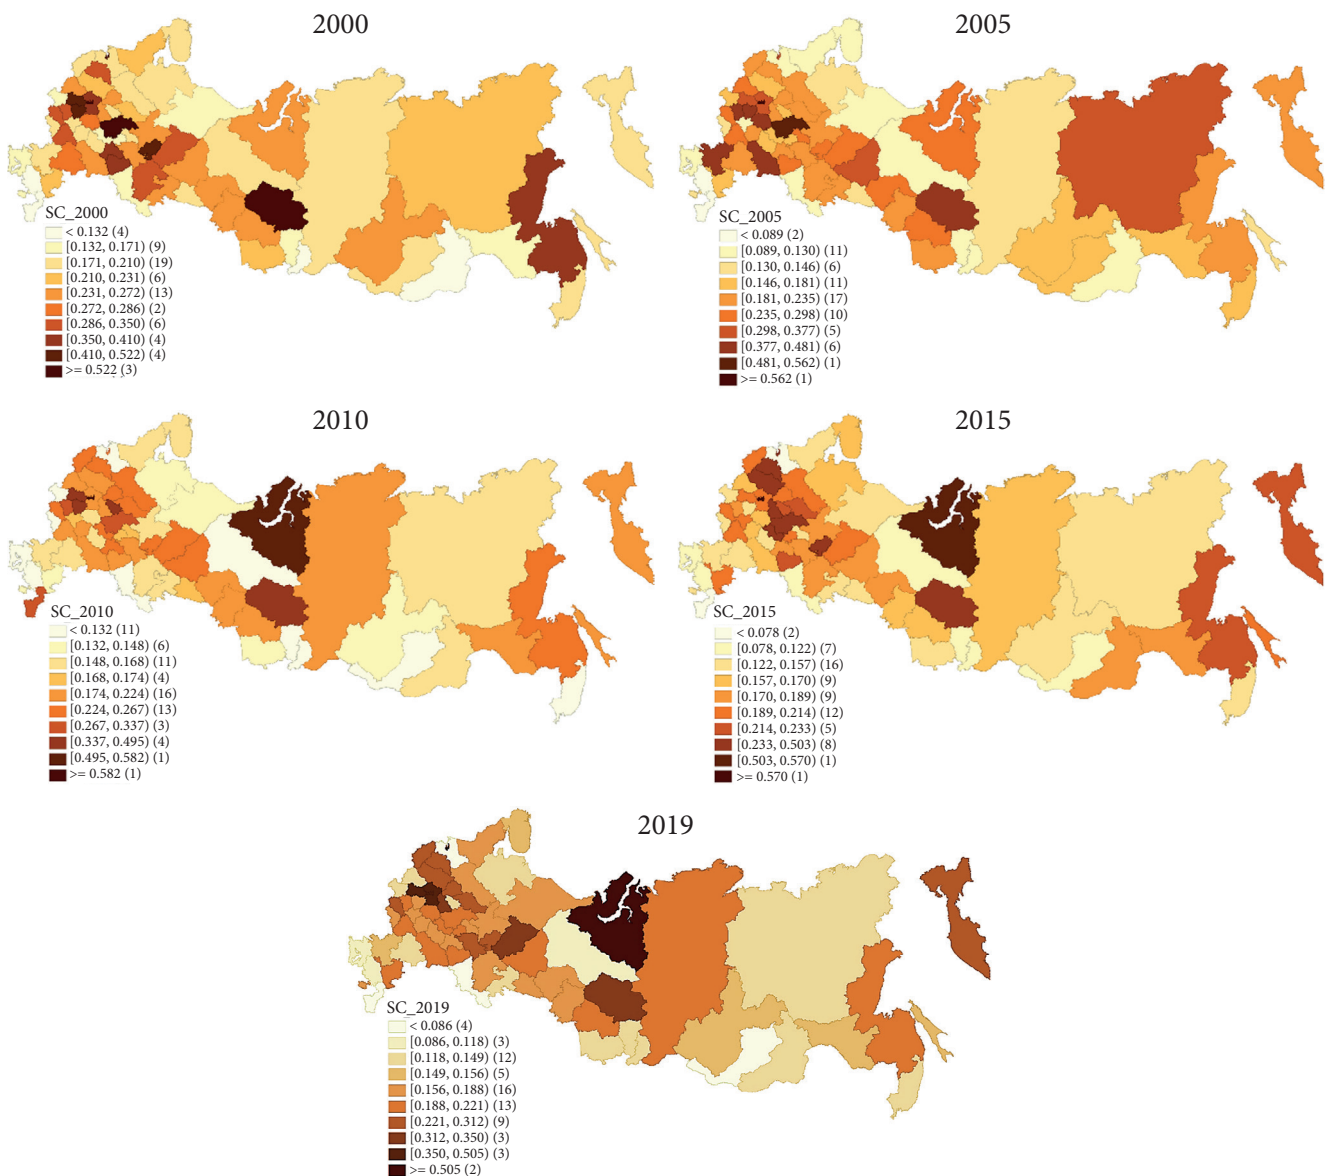 2000
SC_2000
< 0.132 (4)
[0.132, 0.171) (9)
[0.171, 0.210) (19)
[0.210, 0.231) (6)
[0.231, 0.272) (13)
[0.272, 0.286) (2)
[0.286, 0.350) (6)
[0.350, 0.410) (4)
[0.410, 0.522) (4)
>= 0.522 (3)
2005
SC_2005
< 0.089 (2)
[0.089, 0.130) (11)
[0.130, 0.146) (6)
[0.146, 0.181) (11)
[0.181, 0.235) (17)
[0.235, 0.298) (10)
[0.298, 0.377) (5)
[0.377, 0.481) (6)
[0.481, 0.562) (1)
>= 0.562 (1)
2010
SC_2010
< 0.132 (11)
[0.132, 0.148) (6)
[0.148, 0.168) (11)
[0.168, 0.174) (4)
[0.174, 0.224) (16)
[0.224, 0.267) (13)
[0.267, 0.337) (3)
[0.337, 0.495) (4)
[0.495, 0.582) (1)
>= 0.582 (1)
2015
SC_2015
< 0.078 (2)
[0.078, 0.122) (7)
[0.122, 0.157) (16)
[0.157, 0.170) (9)
[0.170, 0.189) (9)
[0.189, 0.214) (12)
[0.214, 0.233) (5)
[0.233, 0.503) (8)
[0.503, 0.570) (1)
>= 0.570 (1)
2019
SC_2019
< 0.086 (4)
[0.086, 0.118) (3)
[0.118, 0.149) (12)
[0.149, 0.156) (5)
[0.156, 0.188) (16)
[0.188, 0.221) (13)
[0.221, 0.312) (9)
[0.312, 0.350) (3)
[0.350, 0.505) (3)
>= 0.505 (2)